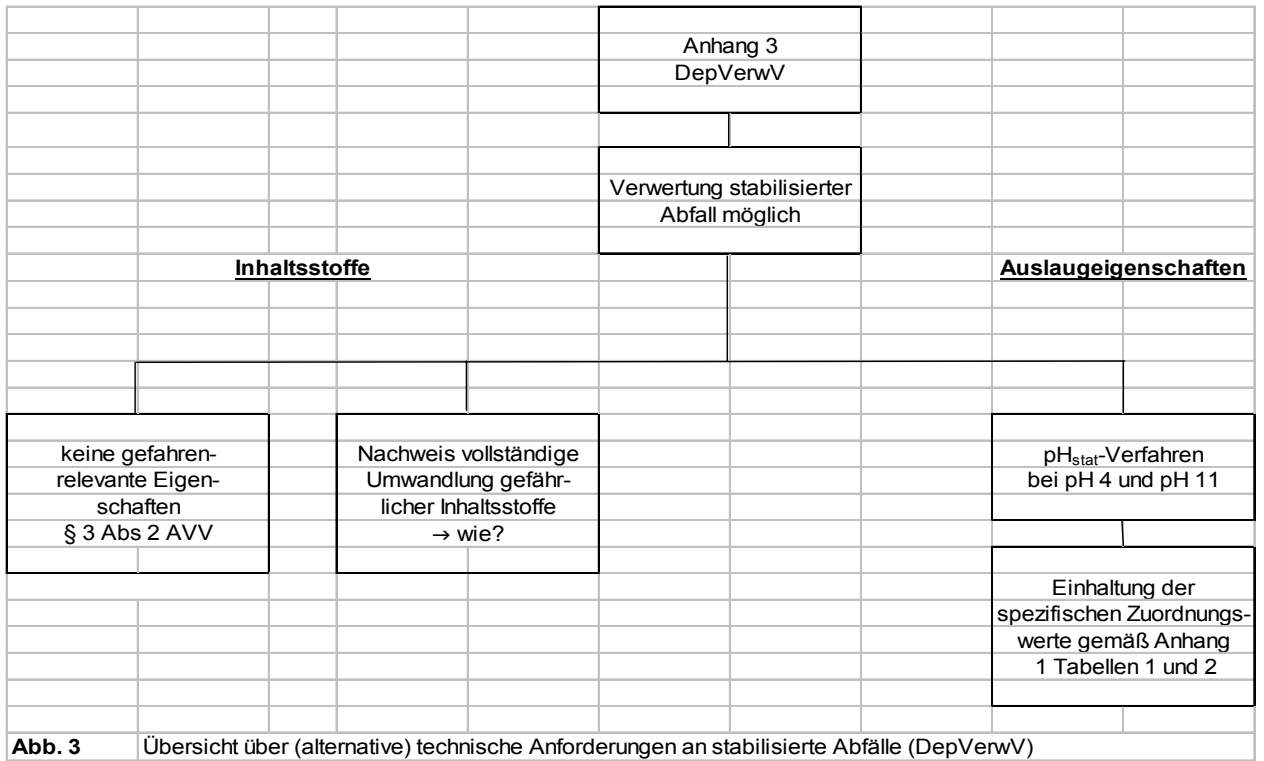 Anhang 3
DepVerwV
Verwertung stabilisierter
Abfall möglich
Inhaltsstoffe
Auslaugeigenschaften
keine gefahren-
relevante Eigen-
schaften
§ 3 Abs 2 AVV
Nachweis vollständige
Umwandlung gefähr-
licher Inhaltsstoffe
→ wie?
pHstat-Verfahren
bei pH 4 und pH 11
Einhaltung der
spezifischen Zuordnungs-
werte gemäß Anhang
1 Tabellen 1 und 2
Abb. 3 Übersicht über (alternative) technische Anforderungen an stabilisierte Abfälle (DepVerwV)